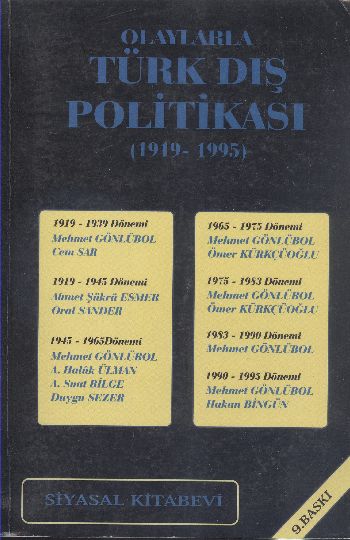 OLAYLARLA
TÜRK DIŞ
POLİTİKASI
(1919- 1995)
1919 - 1939 Dönemi
Mehmet GÖNLÜBOL
Cem SAR
1919 - 1945 Dönemi
Ahmet Şükrü ESMER
Oral SANDER
1945 - 1965Dönemi
Mehmet GÖNLÜBOL
A. Halûk ÜLMAN
A. Suat BİLGE
Duygu SEZER
1965 - 1975 Dönemi
Mehmet GÖNLÜBOL
Ömer KÜRKÇÜOĞLU
1975 - 1983 Dönemi
Mehmet GÖNLÜBOL
Ömer KÜRKÇÜOĞLU
1983 - 1990 Dönemi
Mehmet GÖNLÜBOL
1990 - 1995 Dönemi
Mehmet GÖNLÜBOL
Hakan BİNGÜN
SİYASAL KİTABEVİ
9.BASKI